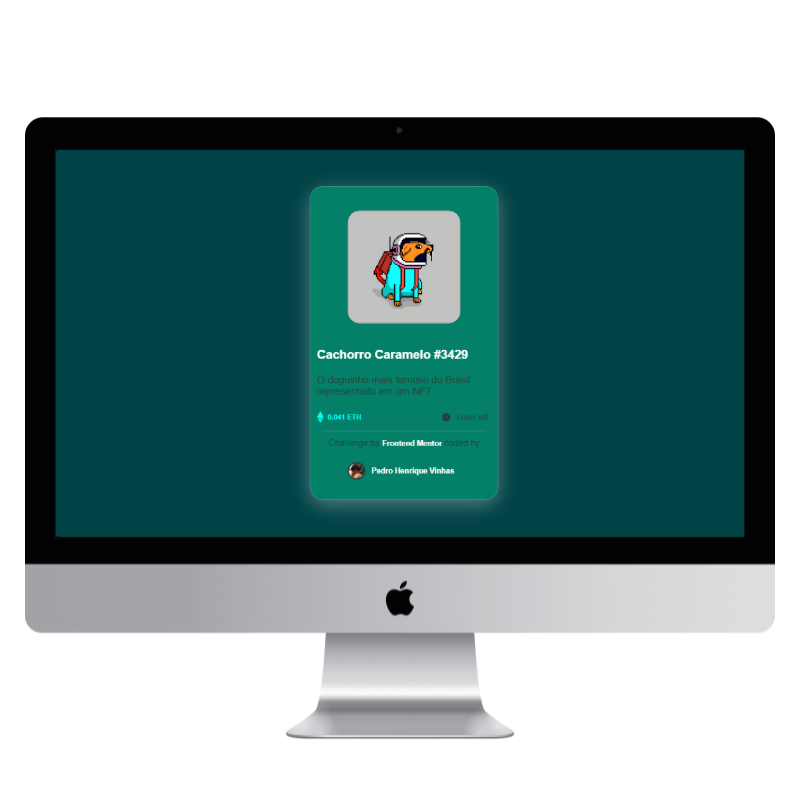 Cachorro Caramelo #3429
O doguinho mais famoso do Brasil
representado em um NFT
0.041 ETH
3 days left
Challenge by Frontend Mentor coded by
Pedro Henrique Vinhas